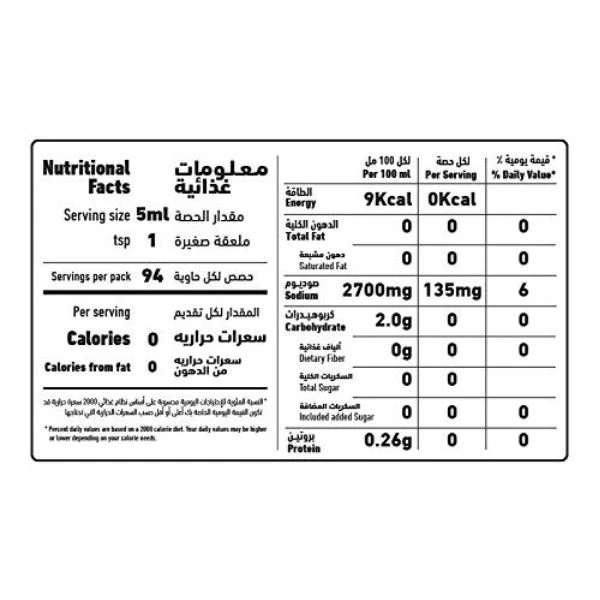 Nutritional Facts معلومات غذائية
Serving size 5ml مقدار الحصة
tsp 1 ملعقة صغيرة
Servings per pack 94 حصص لكل حاوية
Per serving المقدار لكل تقديم
Calories 0 سعرات حراريه
Calories from fat 0 سعرات حراريه من الدهون
* النسبة المئوية للإحتياجات اليومية محسوبة على أساس نظام غذائي 2000 سعرة حرارية قد
تكون القيمة اليومية الخاصة بك أعلى أو أقل حسب السعرات الحرارية التي تحتاجها
* Percent daily values are based on a 2000 calorie diet. Your daily values may be higher
or lower depending on your calorie needs.
لكل 100 مل لكل حصة * قيمة يومية ٪
Per 100 ml Per Serving % Daily Value*
الطاقة
Energy 9Kcal 0Kcal
الدهون الكلية
Total Fat 0 0 0
دهون مشبعة
Saturated Fat 0 0 0
صوديوم
Sodium 2700mg 135mg 6
كربوهيدرات
Carbohydrate 2.0g 0 0
ألياف غذائية
Dietary Fiber 0g 0 0
السكريات الكلية
Total Sugar 0 0
السكريات المضافة
Included added Sugar 0 0 0
بروتين
Protein 0.26g 0 0